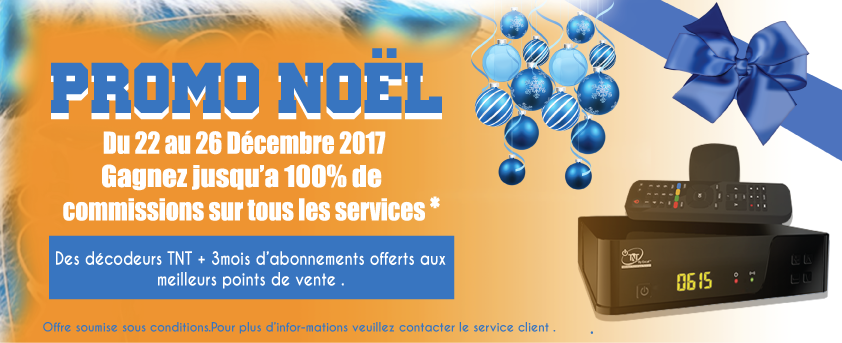 PROMO NOËL
Du 22 au 26 Décembre 2017
Gagnez jusqu'a 100% de
commissions sur tous les services *
Des décodeurs TNT + 3mois d'abonnements offerts aux
meilleurs points de vente .
TNT
0615
Offre soumise sous conditions.Pour plus d'infor-mations veuillez contacter le service client . .